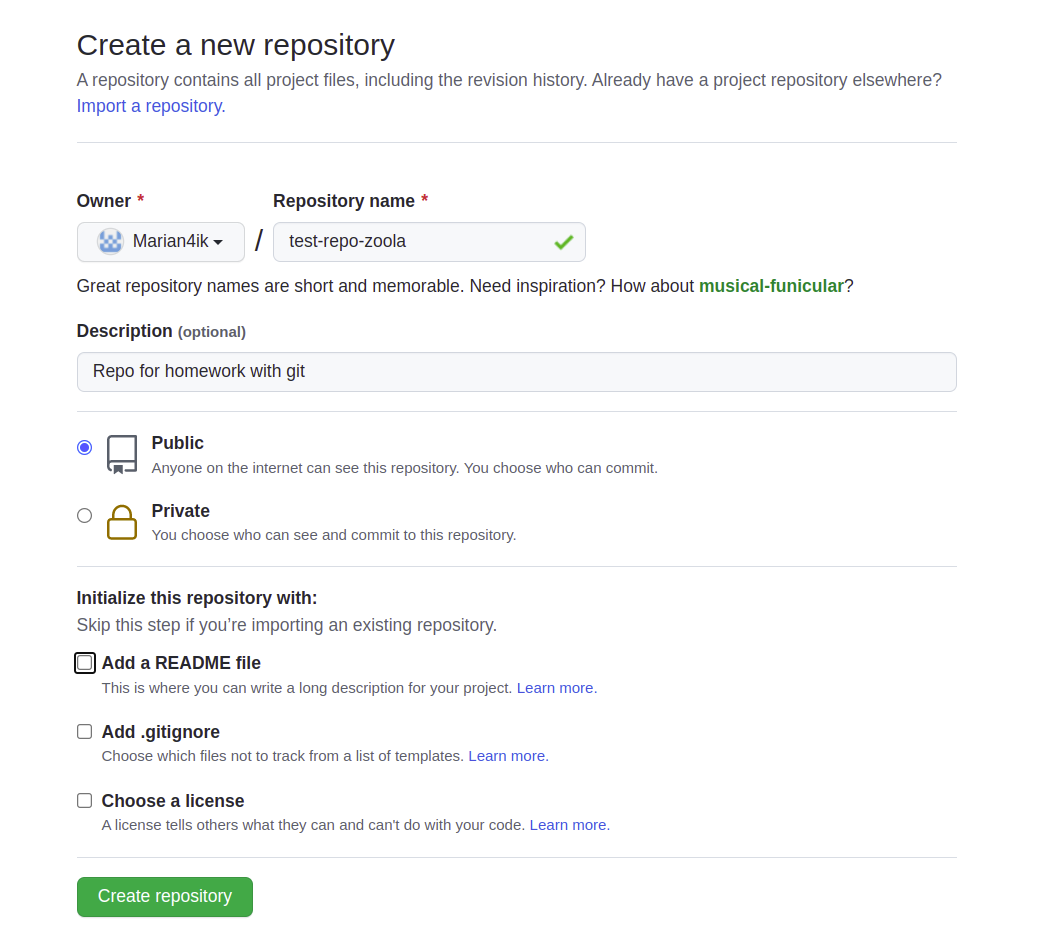 Create a new repository
A repository contains all project files, including the revision history. Already have a project repository elsewhere?
Import a repository.
Owner * Repository name *
Marian4ik / test-repo-zoola
Great repository names are short and memorable. Need inspiration? How about musical-funicular?
Description (optional)
Repo for homework with git
Public
Anyone on the internet can see this repository. You choose who can commit.
Private
You choose who can see and commit to this repository.
Initialize this repository with:
Skip this step if you’re importing an existing repository.
Add a README file
This is where you can write a long description for your project. Learn more.
Add .gitignore
Choose which files not to track from a list of templates. Learn more.
Choose a license
A license tells others what they can and can't do with your code. Learn more.
Create repository